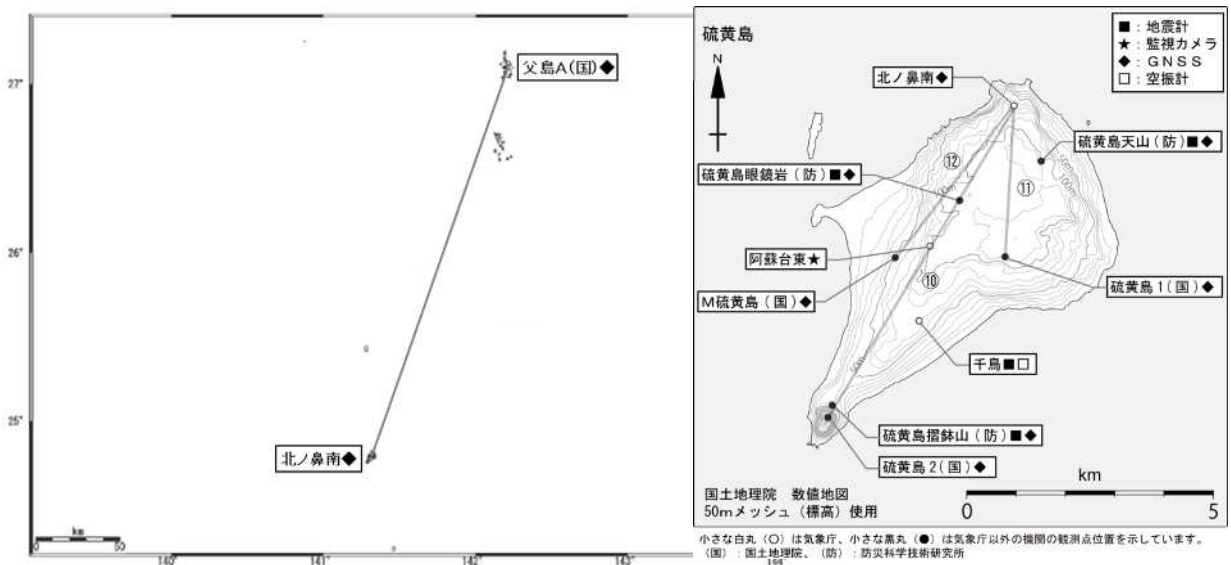 27°
26°
25°
父島A(国)◆
北ノ鼻南◆
km
0
50
140°
141°
142°
143°
144°
硫黄島
N
■：地震計
★：監視カメラ
◆：GNSS
□：空振計
北ノ鼻南◆
硫黄島天山（防）■◆
硫黄島眼鏡岩（防）■◆
⑫
⑪
50m
100m
100m
阿蘇台東★
⑩
M硫黄島（国）◆
硫黄島1(国)◆
50m
千鳥■□
硫黄島摺鉢山（防）■◆
硫黄島2(国)◆
km
0
5
国土地理院　数値地図
50mメッシュ（標高）使用
小さな白丸（○）は気象庁、小さな黒丸（●）は気象庁以外の機関の観測点位置を示しています。
（国）：国土地理院、（防）：防災科学技術研究所